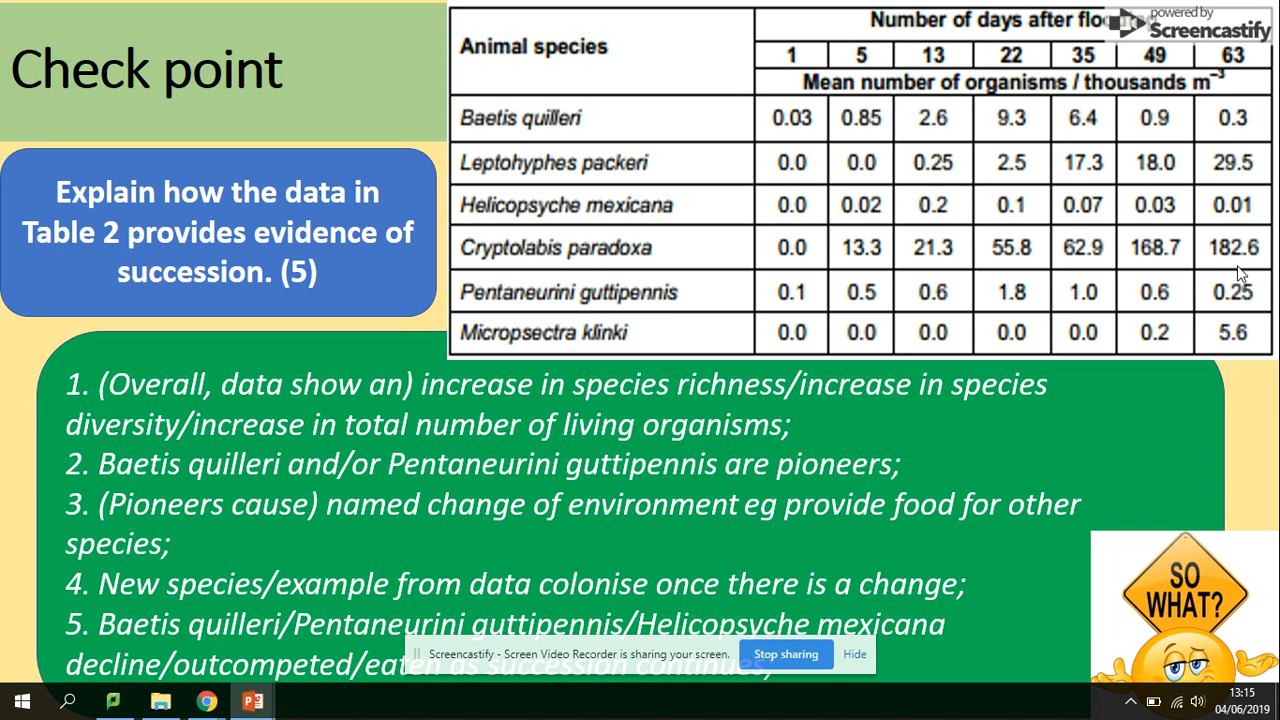 Check point
Explain how the data in
Table 2 provides evidence of
succession. (5)
powered by
Screencastify
Animal species
Number of days after
1 5 13 22 35 49 63
Mean number of organisms / thousands m⁻³
Baetis quilleri 0.03 0.85 2.6 9.3 6.4 0.9 0.3
Leptohyphes packeri 0.0 0.0 0.25 2.5 17.3 18.0 29.5
Helicopsyche mexicana 0.0 0.02 0.2 0.1 0.07 0.03 0.01
Cryptolabis paradoxa 0.0 13.3 21.3 55.8 62.9 168.7 182.6
Pentaneurini guttipennis 0.1 0.5 0.6 1.8 1.0 0.6 0.25
Micropsectra klinki 0.0 0.0 0.0 0.0 0.0 0.2 5.6
1. (Overall, data show an) increase in species richness/increase in species
diversity/increase in total number of living organisms;
2. Baetis quilleri and/or Pentaneurini guttipennis are pioneers;
3. (Pioneers cause) named change of environment eg provide food for other
species;
4. New species/example from data colonise once there is a change;
5. Baetis quilleri/Pentaneurini guttipennis/Helicopsyche mexicana
decline/outcompeted/eaten as succession continues;
SO
WHAT?
Screencastify - Screen Video Recorder is sharing your screen.
Stop sharing
Hide
13:15
04/06/2019